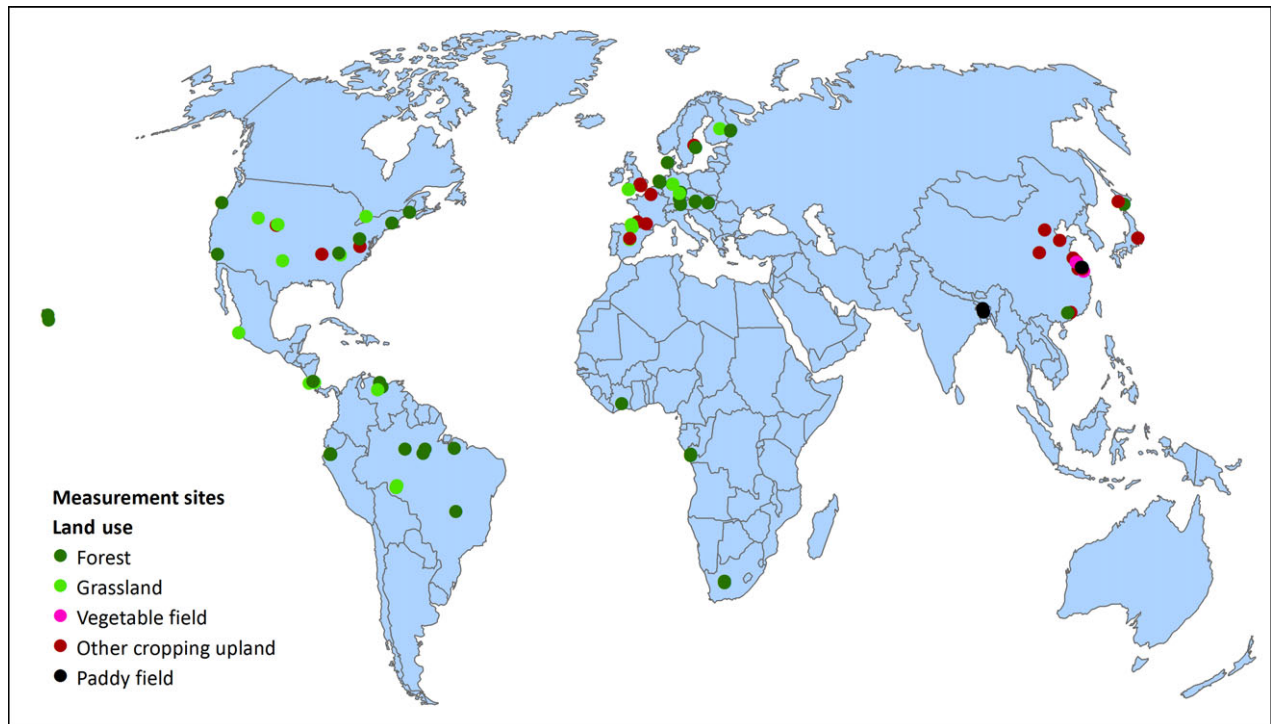 Measurement sites
Land use
Forest
Grassland
Vegetable field
Other cropping upland
Paddy field